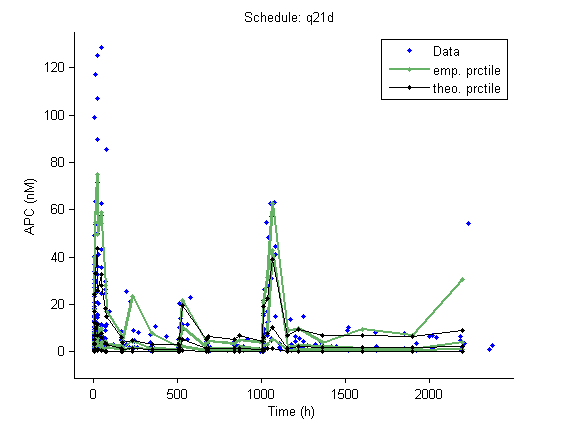 Schedule: q21d
Data
emp. prctile
theo. prctile
APC (nM)
120
100
80
60
40
20
0
0
500
1000
1500
2000
Time (h)